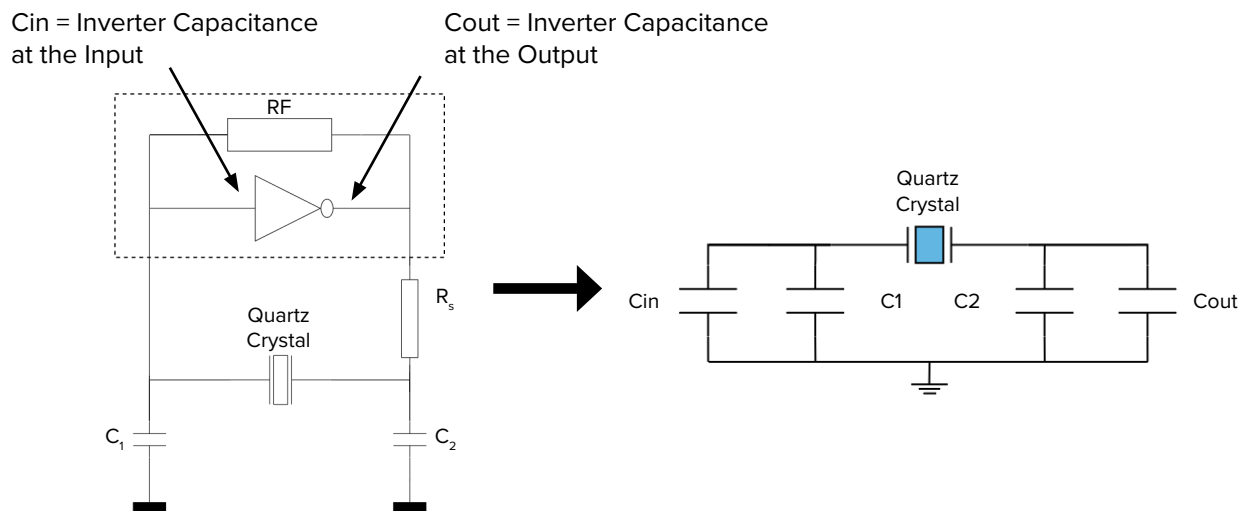 Cin = Inverter Capacitance
at the Input
Cout = Inverter Capacitance
at the Output
RF
Rs
Quartz
Crystal
C1
C2
Quartz
Crystal
Cin
C1
C2
Cout